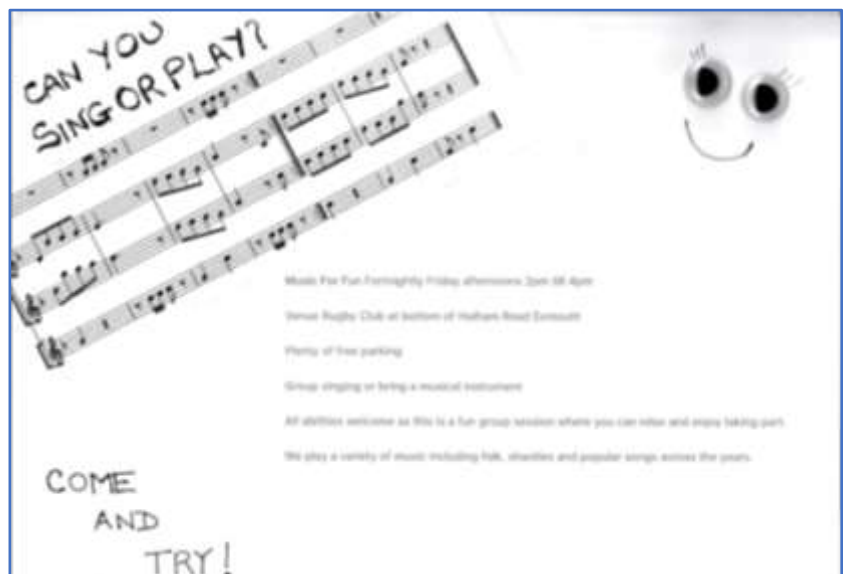 CAN YOU
SING OR PLAY?
Music For Fun Fortnightly Friday afternoons 2pm till 4pm
Venue Rugby Club at bottom of Road Exmouth
Plenty of free parking
Group singing or bring a musical instrument
All abilities welcome as this is a fun group session where you can relax and enjoy taking part.
We play a variety of music including folk, shanties and popular songs across the years.
COME
AND
TRY!